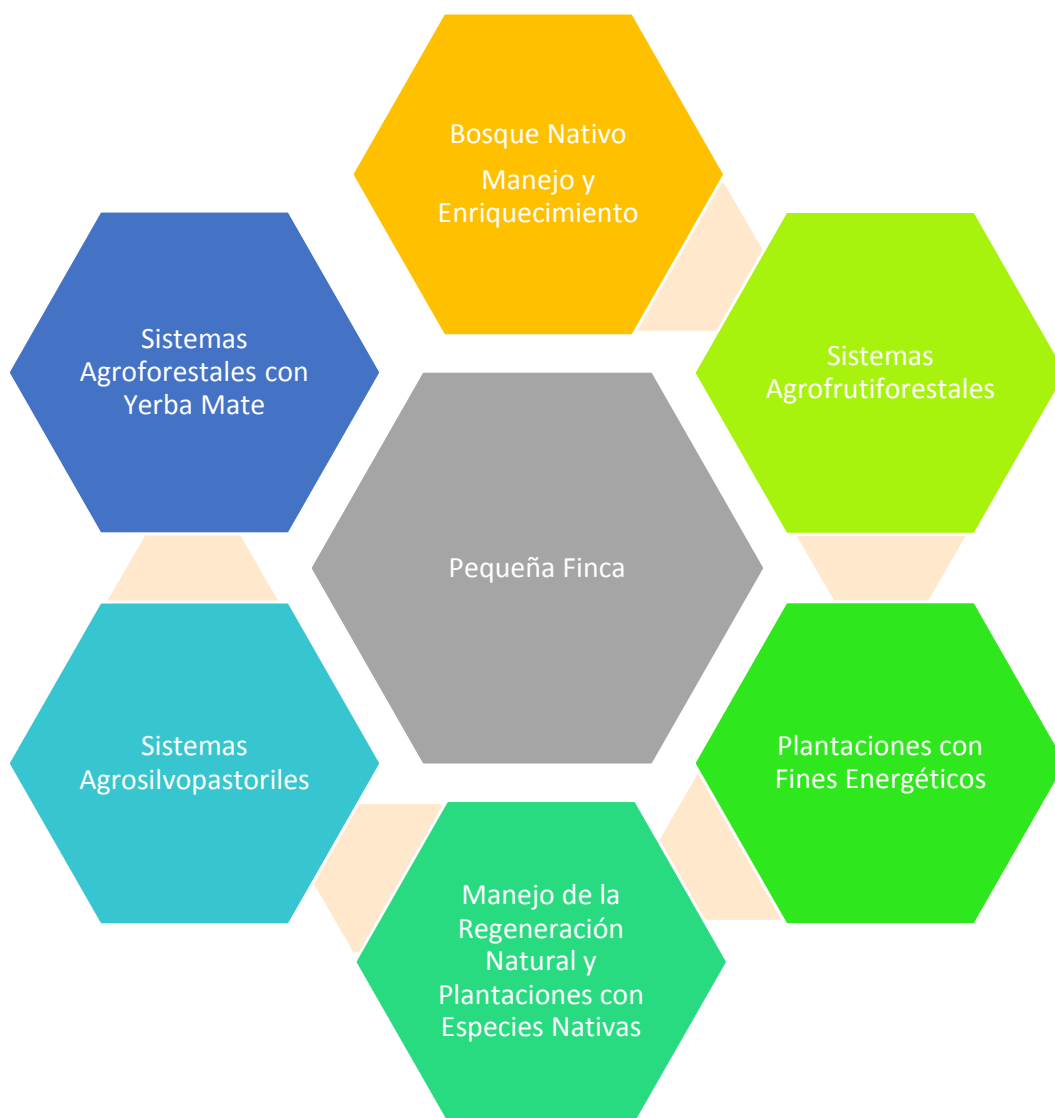 Bosque Nativo
Manejo y
Enriquecimiento
Sistemas
Agroforestales con
Yerba Mate
Sistemas
Agrofrutiforestales
Pequeña Finca
Sistemas
Agrosilvopastoriles
Plantaciones con
Fines Energéticos
Manejo de la
Regeneración
Natural y
Plantaciones con
Especies Nativas